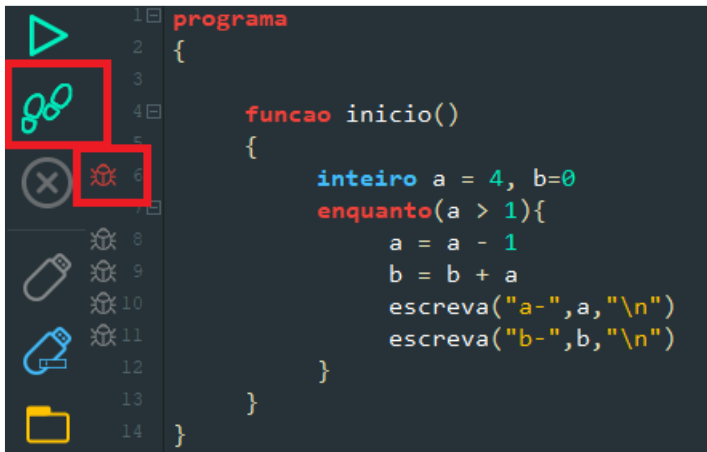 1 programa
2 {
3
4 funcao inicio()
5 {
6 inteiro a = 4, b=0
7 enquanto(a > 1){
8 a = a - 1
9 b = b + a
10 escreva("a-",a,"\n")
11 escreva("b-",b,"\n")
12 }
13 }
14 }